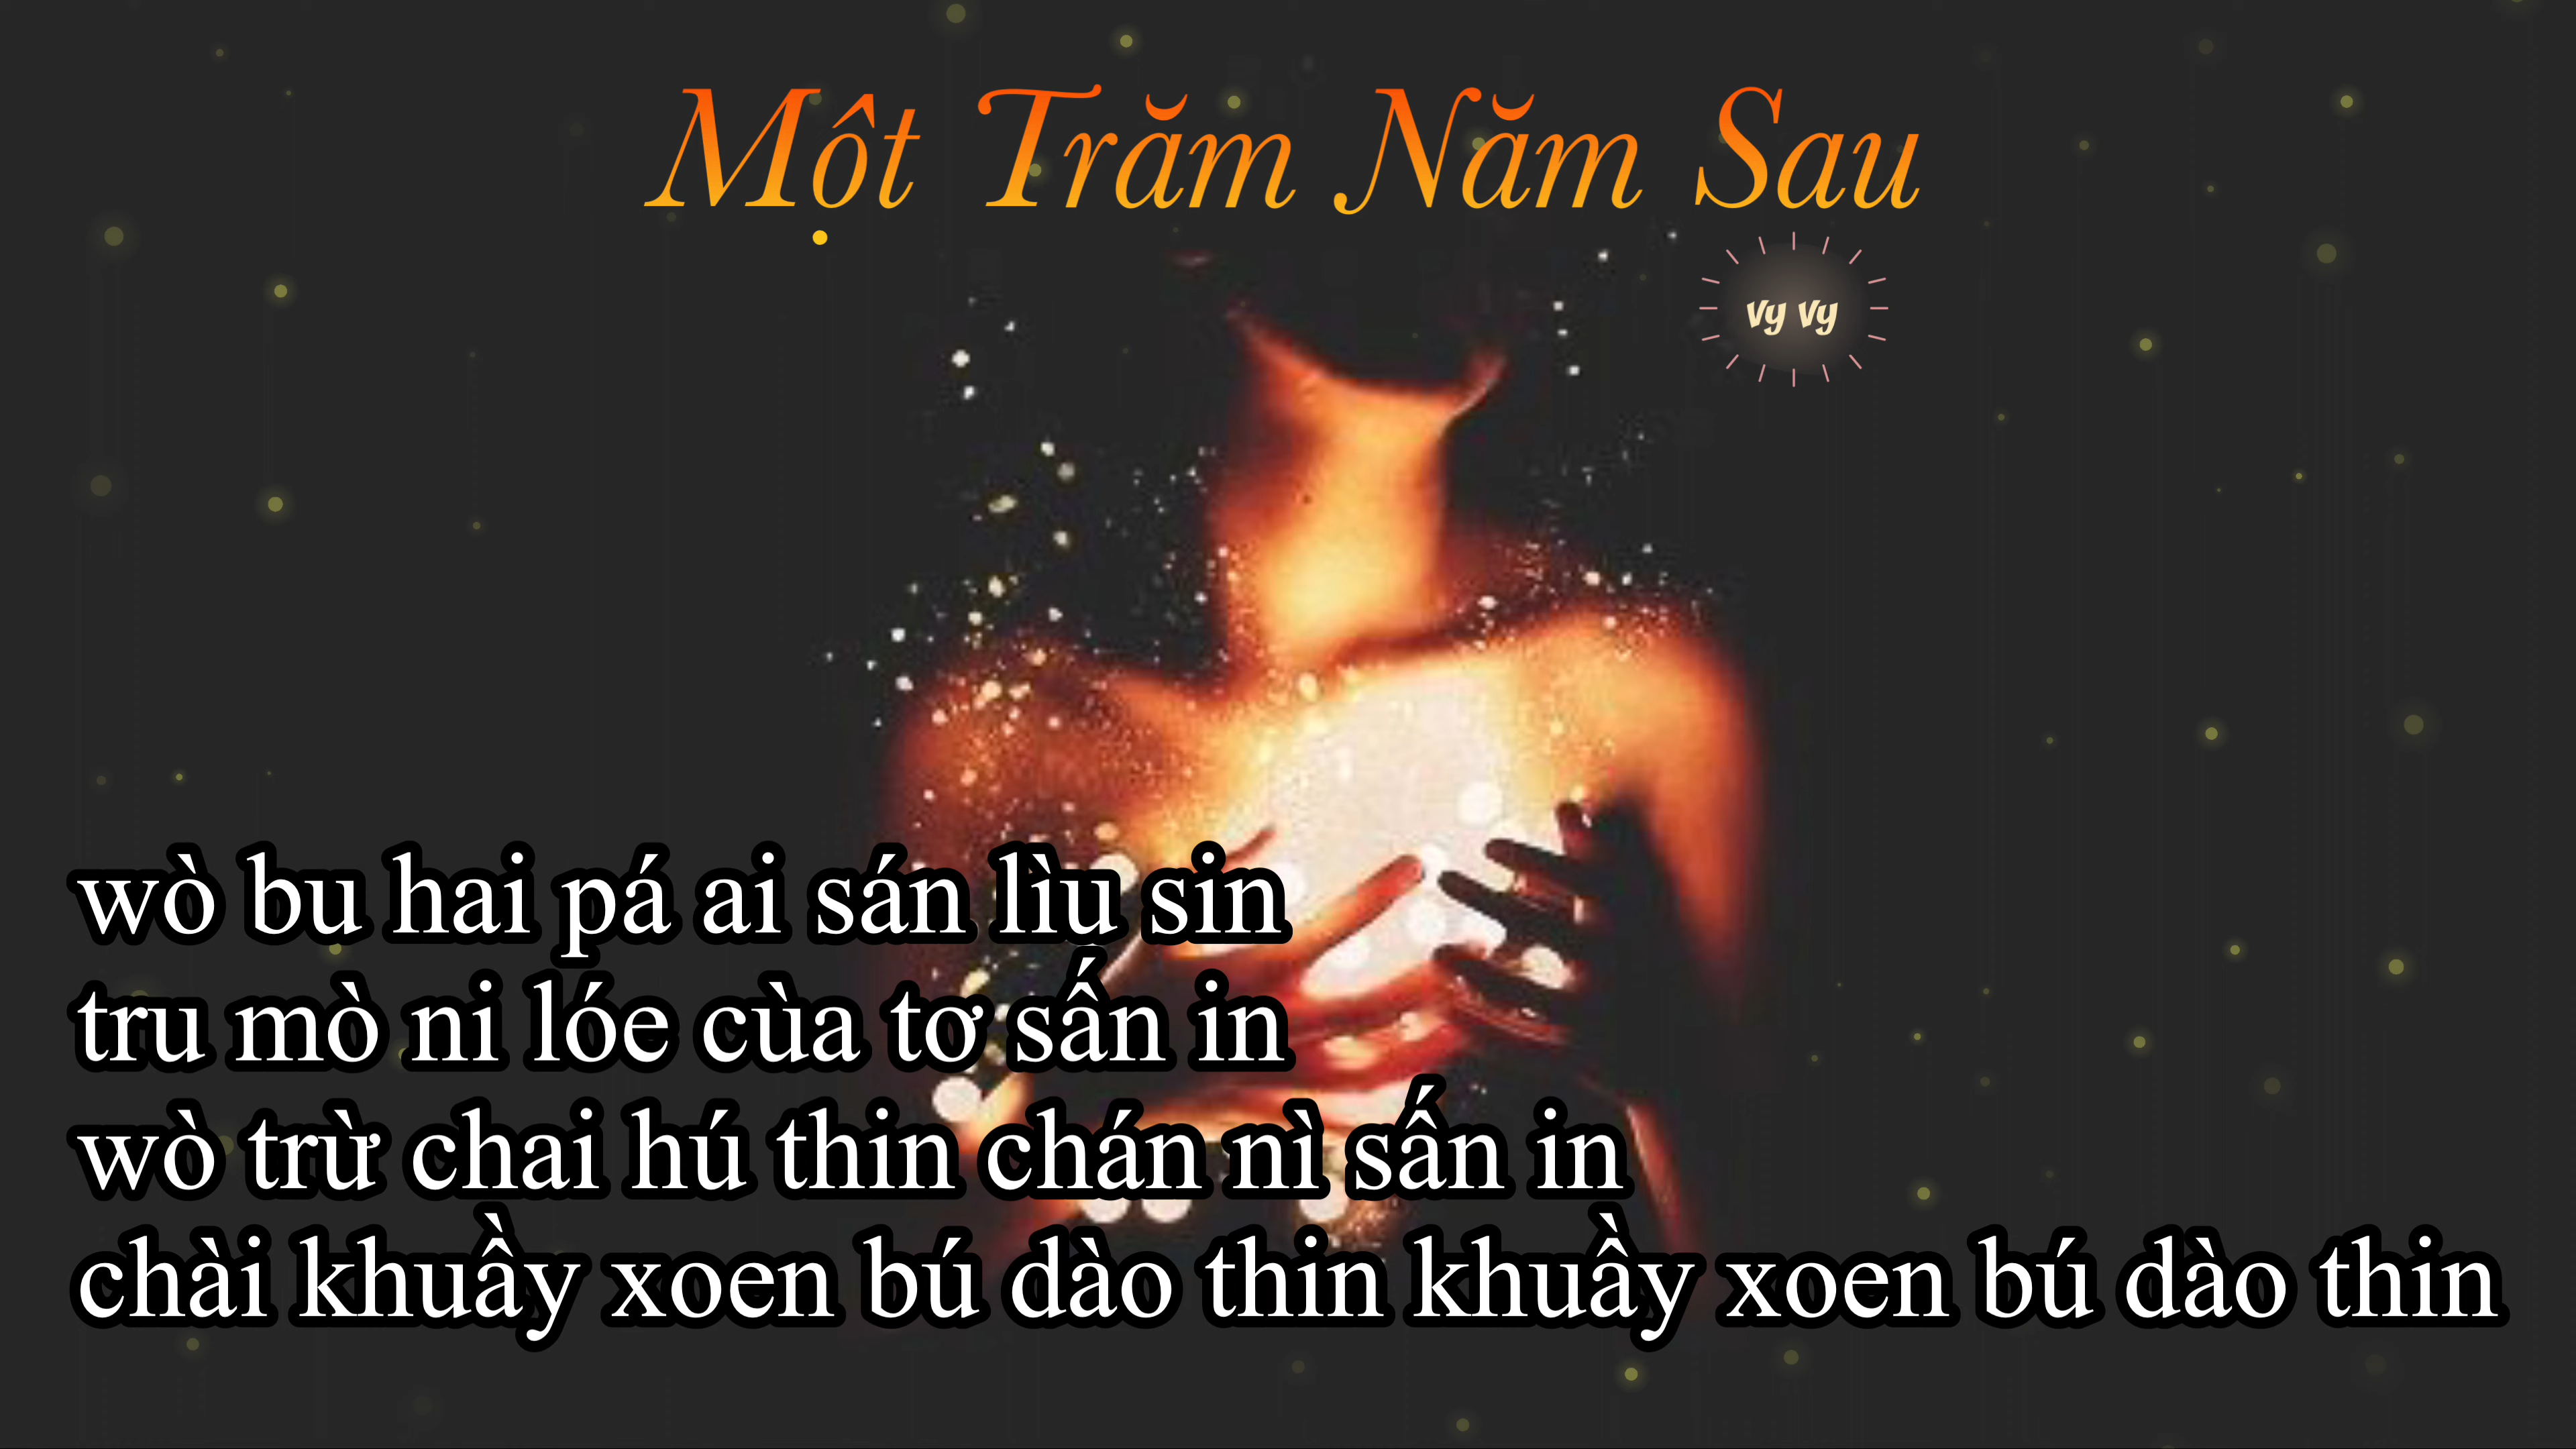 Một Trăm Năm Sau
Vy Vy
wò bu hai pá ai sán lìu sin
tru mò ni lóe cùa tơ sấn in
wò trừ chai hú thin chán nì sấn in
chài khuầy xoen bú dào thin khuầy xoen bú dào thin